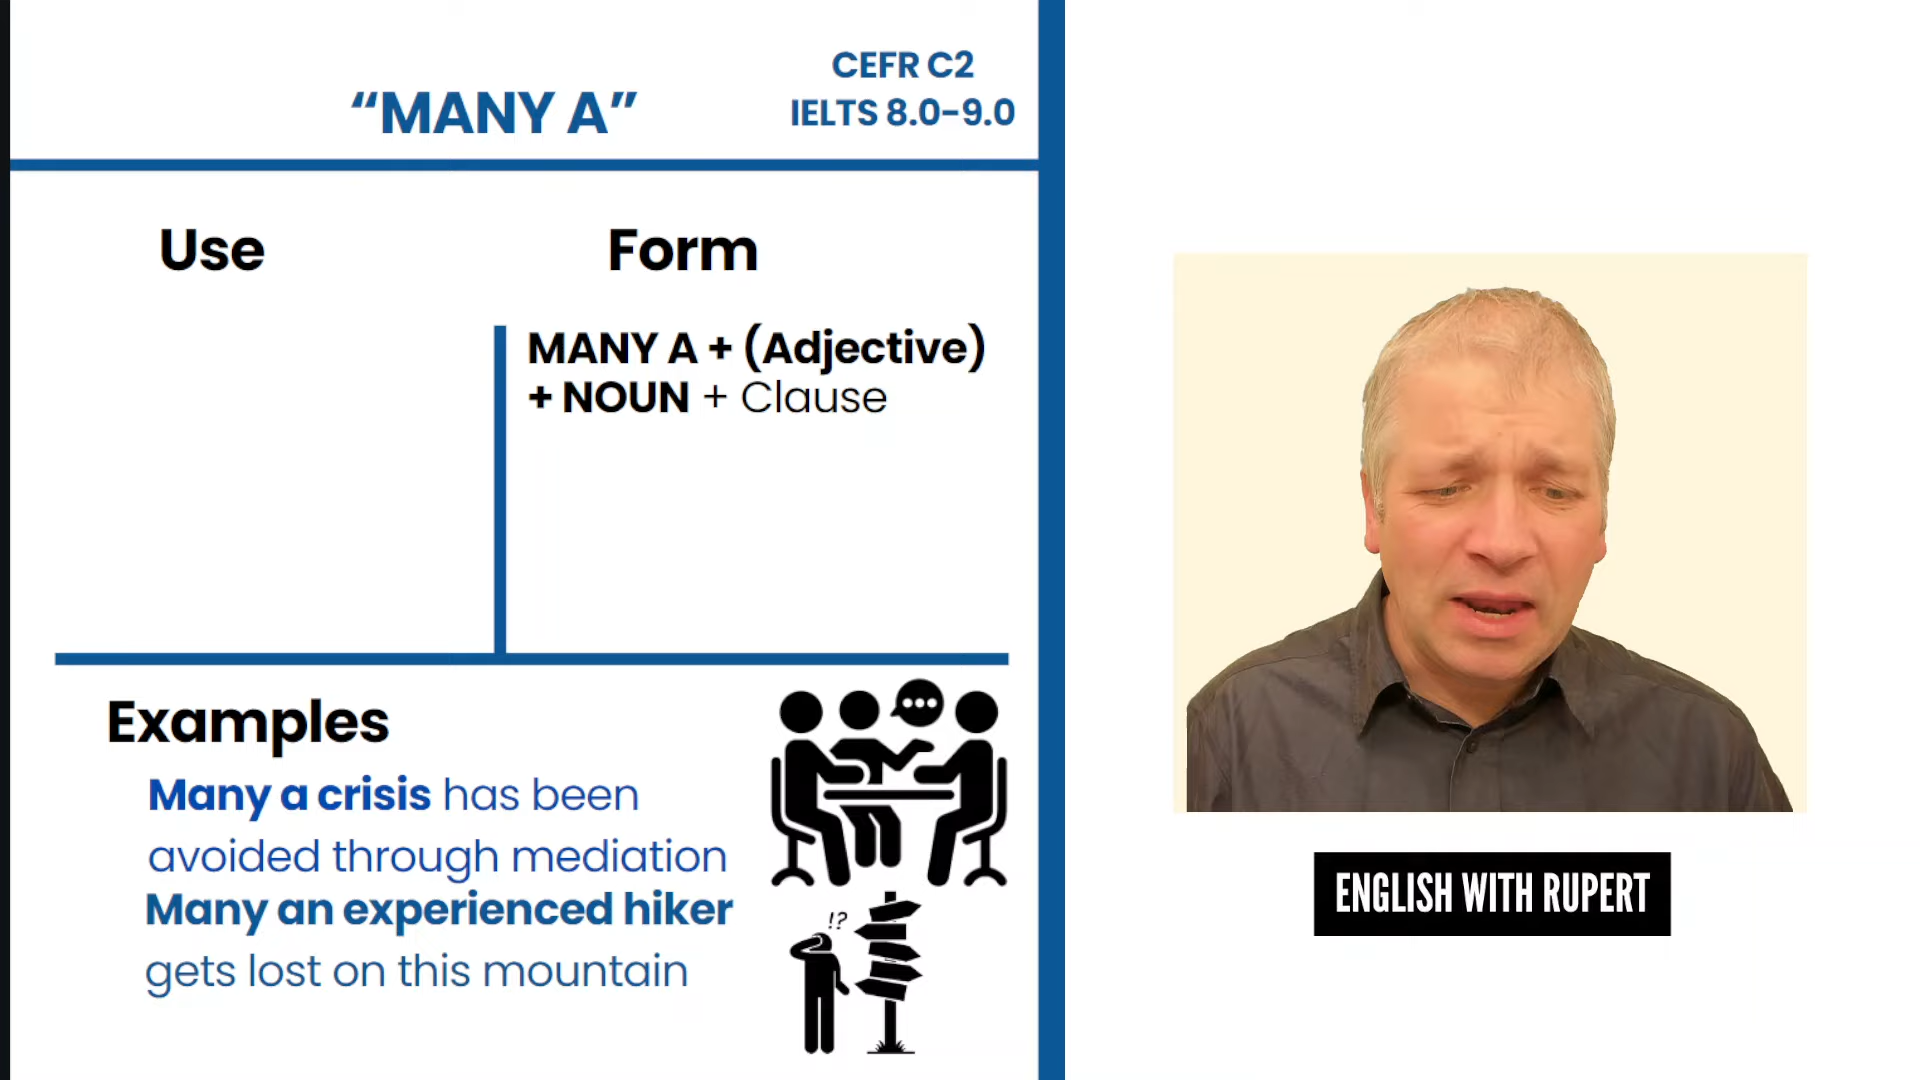 “MANY A”
CEFR C2
IELTS 8.0-9.0
Use
Form
MANY A + (Adjective)
+ NOUN + Clause
Examples
Many a crisis has been
avoided through mediation
Many an experienced hiker
gets lost on this mountain
!?
ENGLISH WITH RUPERT